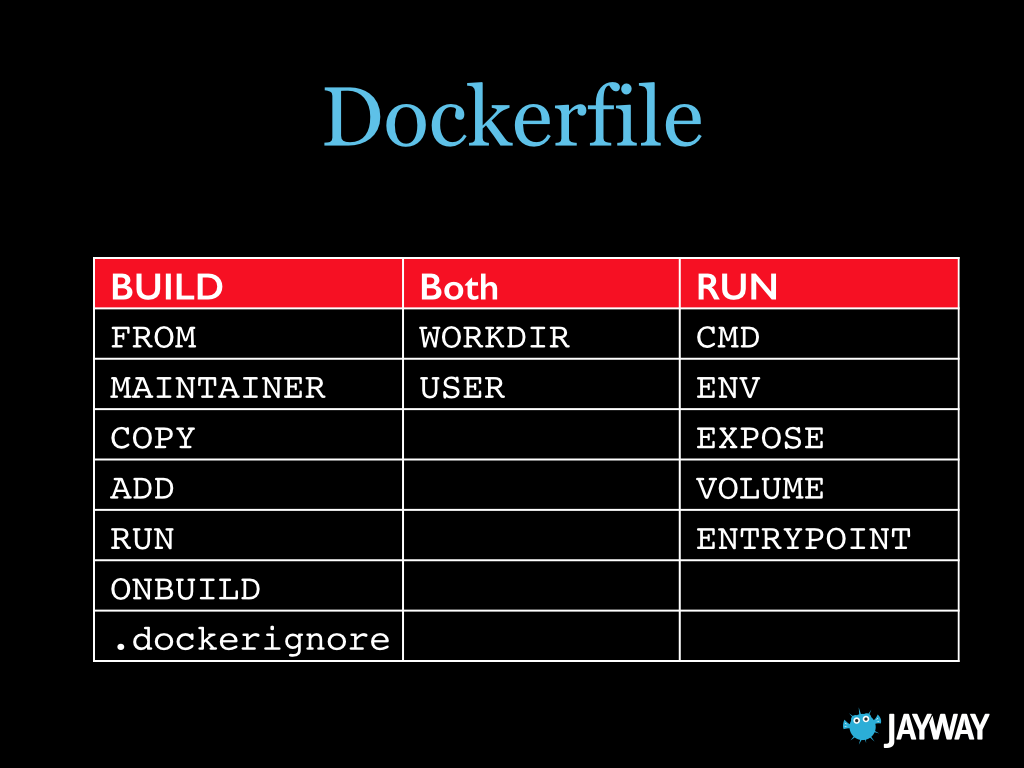 Dockerfile
BUILD Both RUN
FROM WORKDIR CMD
MAINTAINER USER ENV
COPY EXPOSE
ADD VOLUME
RUN ENTRYPOINT
ONBUILD
.dockerignore
JAYWAY